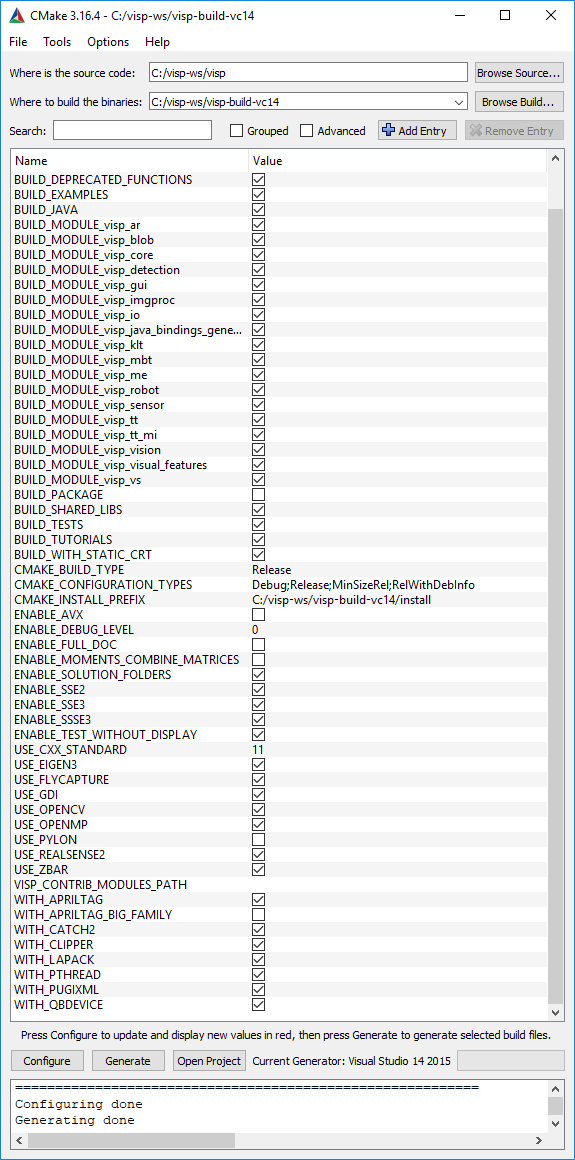 CMake 3.16.4 - C:/visp-ws/visp-build-vc14
File Tools Options Help
Where is the source code: C:/visp-ws/visp Browse Source...
Where to build the binaries: C:/visp-ws/visp-build-vc14 Browse Build...
Search: Grouped Advanced Add Entry Remove Entry
Name Value
BUILD_DEPRECATED_FUNCTIONS
BUILD_EXAMPLES
BUILD_JAVA
BUILD_MODULE_visp_ar
BUILD_MODULE_visp_blob
BUILD_MODULE_visp_core
BUILD_MODULE_visp_detection
BUILD_MODULE_visp_gui
BUILD_MODULE_visp_imgproc
BUILD_MODULE_visp_io
BUILD_MODULE_visp_java_bindings_gene...
BUILD_MODULE_visp_klt
BUILD_MODULE_visp_mbt
BUILD_MODULE_visp_me
BUILD_MODULE_visp_robot
BUILD_MODULE_visp_sensor
BUILD_MODULE_visp_tt
BUILD_MODULE_visp_tt_mi
BUILD_MODULE_visp_vision
BUILD_MODULE_visp_visual_features
BUILD_MODULE_visp_vs
BUILD_PACKAGE
BUILD_SHARED_LIBS
BUILD_TESTS
BUILD_TUTORIALS
BUILD_WITH_STATIC_CRT
CMAKE_BUILD_TYPE Release
CMAKE_CONFIGURATION_TYPES Debug;Release;MinSizeRel;RelWithDebInfo
CMAKE_INSTALL_PREFIX C:/visp-ws/visp-build-vc14/install
ENABLE_AVX
ENABLE_DEBUG_LEVEL 0
ENABLE_FULL_DOC
ENABLE_MOMENTS_COMBINE_MATRICES
ENABLE_SOLUTION_FOLDERS
ENABLE_SSE2
ENABLE_SSE3
ENABLE_SSSE3
ENABLE_TEST_WITHOUT_DISPLAY
USE_CXX_STANDARD 11
USE_EIGEN3
USE_FLYCAPTURE
USE_GDI
USE_OPENCV
USE_OPENMP
USE_PYLON
USE_REALSENSE2
USE_ZBAR
VISP_CONTRIB_MODULES_PATH
WITH_APRILTAG
WITH_APRILTAG_BIG_FAMILY
WITH_CATCH2
WITH_CLIPPER
WITH_LAPACK
WITH_PTHREAD
WITH_PUGIXML
WITH_QBDEVICE
Press Configure to update and display new values in red, then press Generate to generate selected build files.
Configure Generate Open Project Current Generator: Visual Studio 14 2015
==========================================================
Configuring done
Generating done